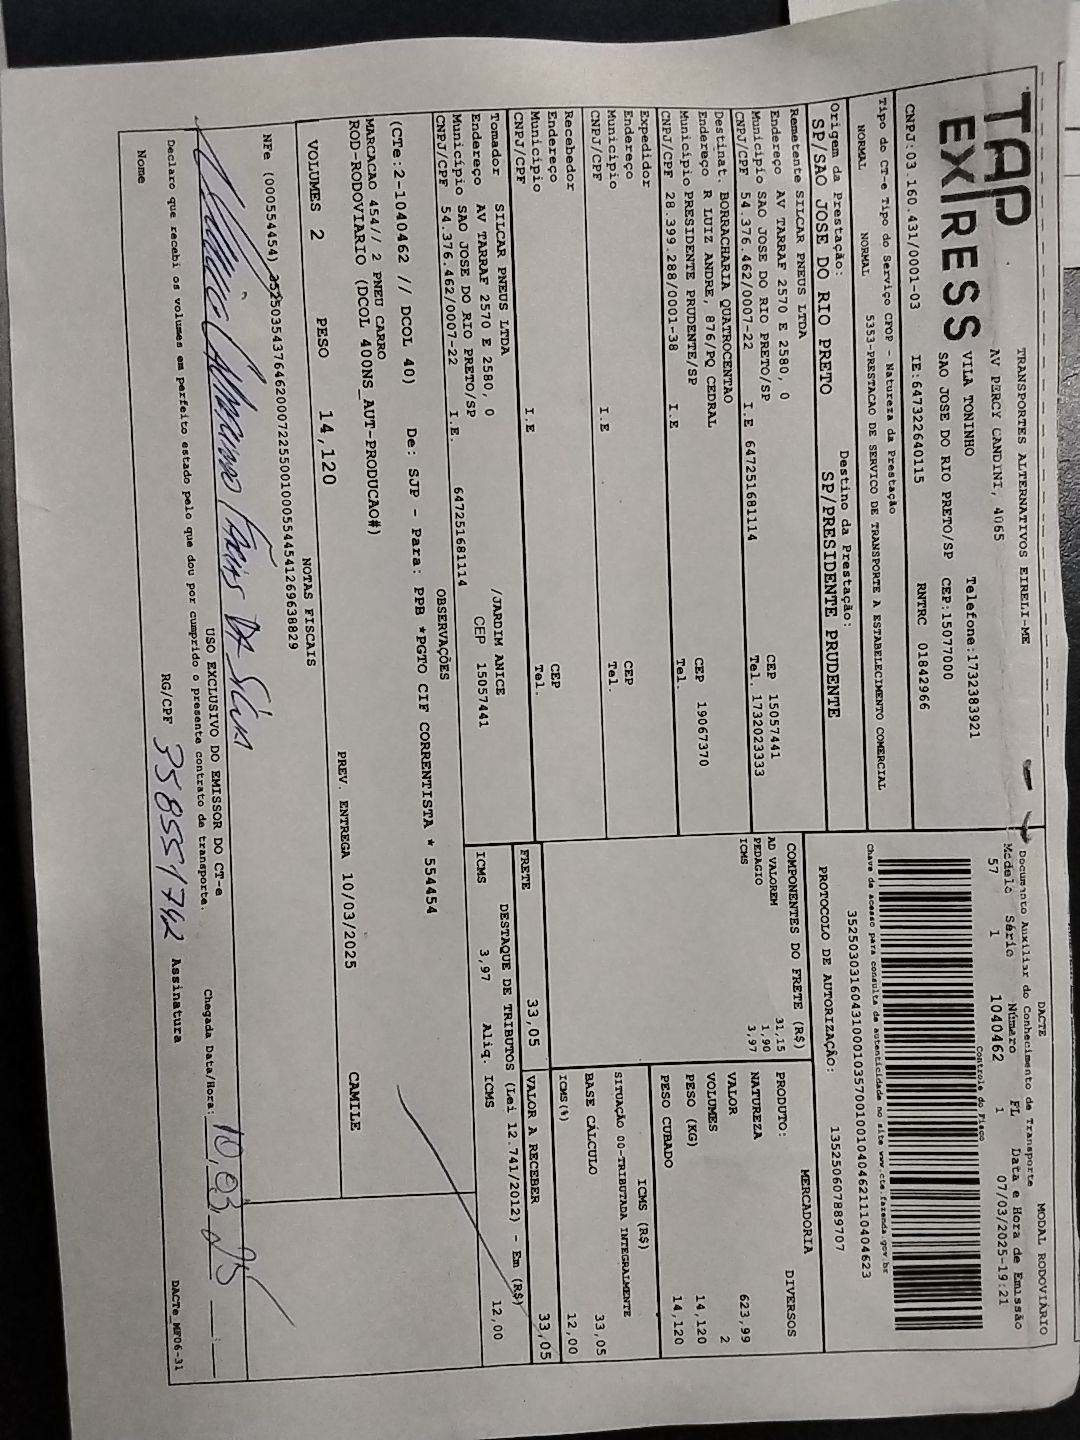 TAP
EXPRESS
TRANSPORTES ALTERNATIVOS EIRELI-ME
AV PERCY GANDINI, 4065
VILA TONINHO Telefone:1732383921
SAO JOSE DO RIO PRETO/SP CEP:15077000
CNPJ:03.160.431/0001-03 IE:647322640115 RNTRC 01842966
DACTE MODAL RODOVIÁRIO
Documento Auxiliar do Conhecimento de Transporte
Modelo Série Número FL Data e Hora de Emissão
57 1 1040462 1 07/03/2025-19:21
Controle do Fisco
Chave de acesso para consulta de autenticidade no site www.cte.fazenda.gov.br
35250303160431000103570010010404621110404623
PROTOCOLO DE AUTORIZAÇÃO: 135250607889707
Tipo do CT-e Tipo do Serviço CFOP - Natureza da Prestação
NORMAL NORMAL 5353-PRESTACAO DE SERVICO DE TRANSPORTE A ESTABELECIMENTO COMERCIAL
Origem da Prestação: Destino da Prestação:
SP/SAO JOSE DO RIO PRETO SP/PRESIDENTE PRUDENTE
Remetente SILCAR PNEUS LTDA
Endereço AV TARRAF 2570 E 2580, 0 CEP 15057441
Município SAO JOSE DO RIO PRETO/SP Tel. 1732023333
CNPJ/CPF 54.376.462/0007-22 I.E 647251681114
Destinat. BORRACHARIA QUATROCENTAO
Endereço R LUIZ ANDRE, 876/PQ CEDRAL CEP 19067370
Município PRESIDENTE PRUDENTE/SP Tel.
CNPJ/CPF 28.399.288/0001-38 I.E
Expedidor
Endereço CEP
Município Tel.
CNPJ/CPF I.E
Recebedor
Endereço CEP
Município Tel.
CNPJ/CPF I.E
Tomador SILCAR PNEUS LTDA
Endereço AV TARRAF 2570 E 2580, 0 /JARDIM ANICE
Município SAO JOSE DO RIO PRETO/SP CEP 15057441
CNPJ/CPF 54.376.462/0007-22 I.E. 647251681114
COMPONENTES DO FRETE (R$)
AD VALOREM 31,15
PEDAGIO 1,90
ICMS 3,97
PRODUTO: MERCADORIA
NATUREZA DIVERSOS
VALOR 623,99
VOLUMES 2
PESO (KG) 14,120
PESO CUBADO 14,120
ICMS (R$)
SITUAÇÃO 00-TRIBUTADA INTEGRALMENTE
BASE CÁLCULO 33,05
ICMS(%) 12,00
FRETE 33,05 VALOR A RECEBER 33,05
DESTAQUE DE TRIBUTOS (Lei 12.741/2012) - Em (R$)
ICMS 3,97 Aliq. ICMS 12,00
OBSERVAÇÕES
(CTe:2-1040462 // DCOL 40) De: SJP - Para: PPB *PGTO CIF CORRENTISTA * 554454
MARCACAO 454// 2 PNEU CARRO
ROD-RODOVIARIO (DCOL 400NS_AUT-PRODUCAO#)
PREV. ENTREGA 10/03/2025 CAMILE
VOLUMES 2 PESO 14,120
NOTAS FISCAIS
NFe (000554454) 35250354376462000722550010005544541269638829
USO EXCLUSIVO DO EMISSOR DO CT-e
Declaro que recebi os volumes em perfeito estado pelo que dou por cumprido o presente contrato de transporte.
Chegada Data/Hora: 10,03,25
DA Silva
Nome RG/CPF 358551742 Assinatura
DACTe_MF06-31